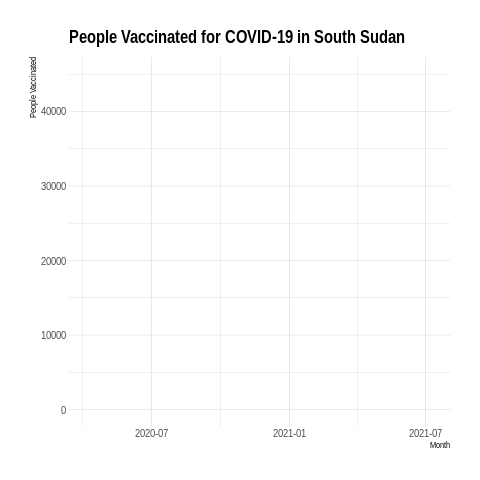 People Vaccinated for COVID-19 in South Sudan
People Vaccinated
40000
30000
20000
10000
0
2020-07
2021-01
2021-07
Month